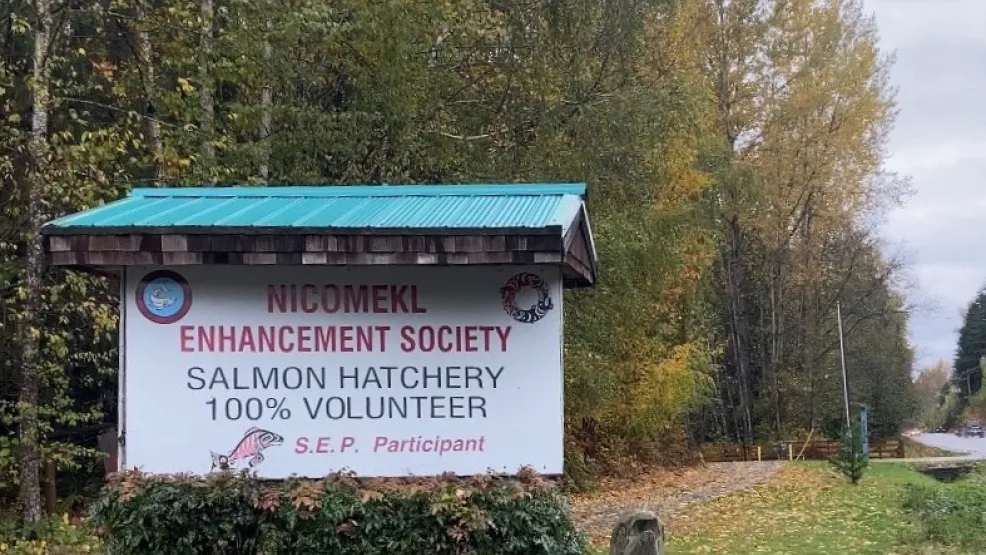 NICOMEKL
ENHANCEMENT SOCIETY
SALMON HATCHERY
100% VOLUNTEER
S.E.P. Participant